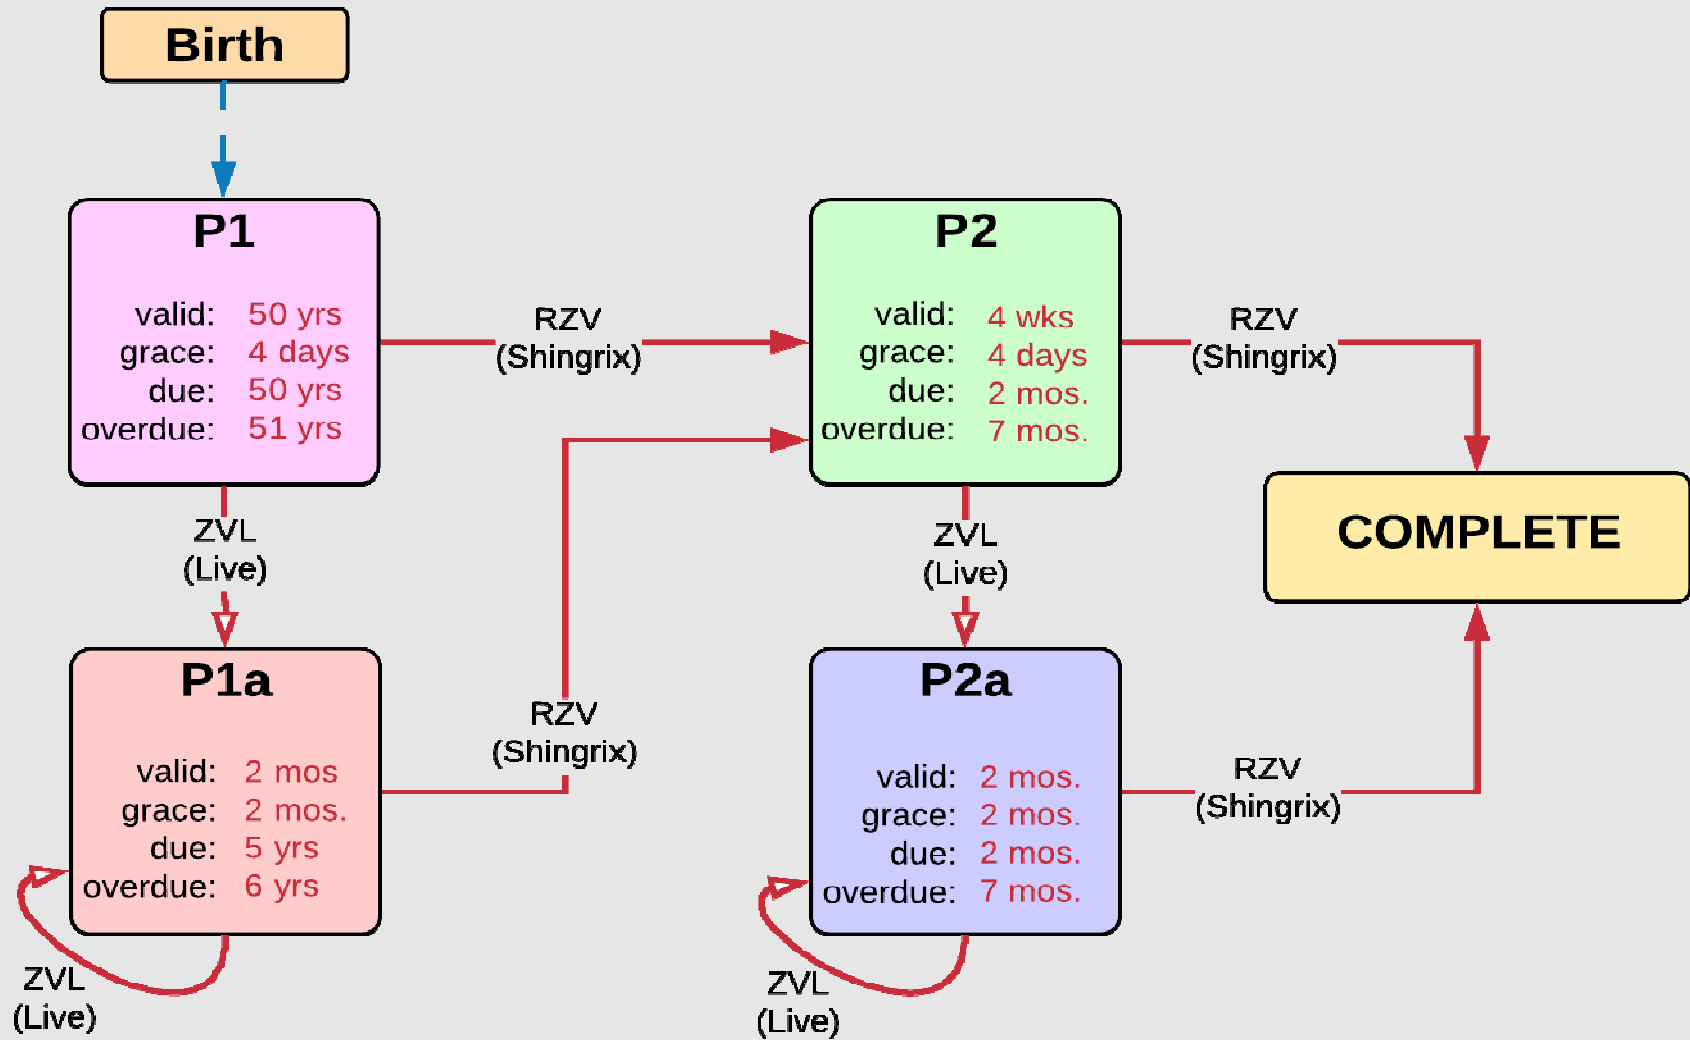 Birth
P1
valid: 50 yrs
grace: 4 days
due: 50 yrs
overdue: 51 yrs
RZV
(Shingrix)
P2
valid: 4 wks
grace: 4 days
due: 2 mos.
overdue: 7 mos.
RZV
(Shingrix)
ZVL
(Live)
ZVL
(Live)
COMPLETE
P1a
valid: 2 mos
grace: 2 mos.
due: 5 yrs
overdue: 6 yrs
RZV
(Shingrix)
P2a
valid: 2 mos.
grace: 2 mos.
due: 2 mos.
overdue: 7 mos.
RZV
(Shingrix)
ZVL
(Live)
ZVL
(Live)